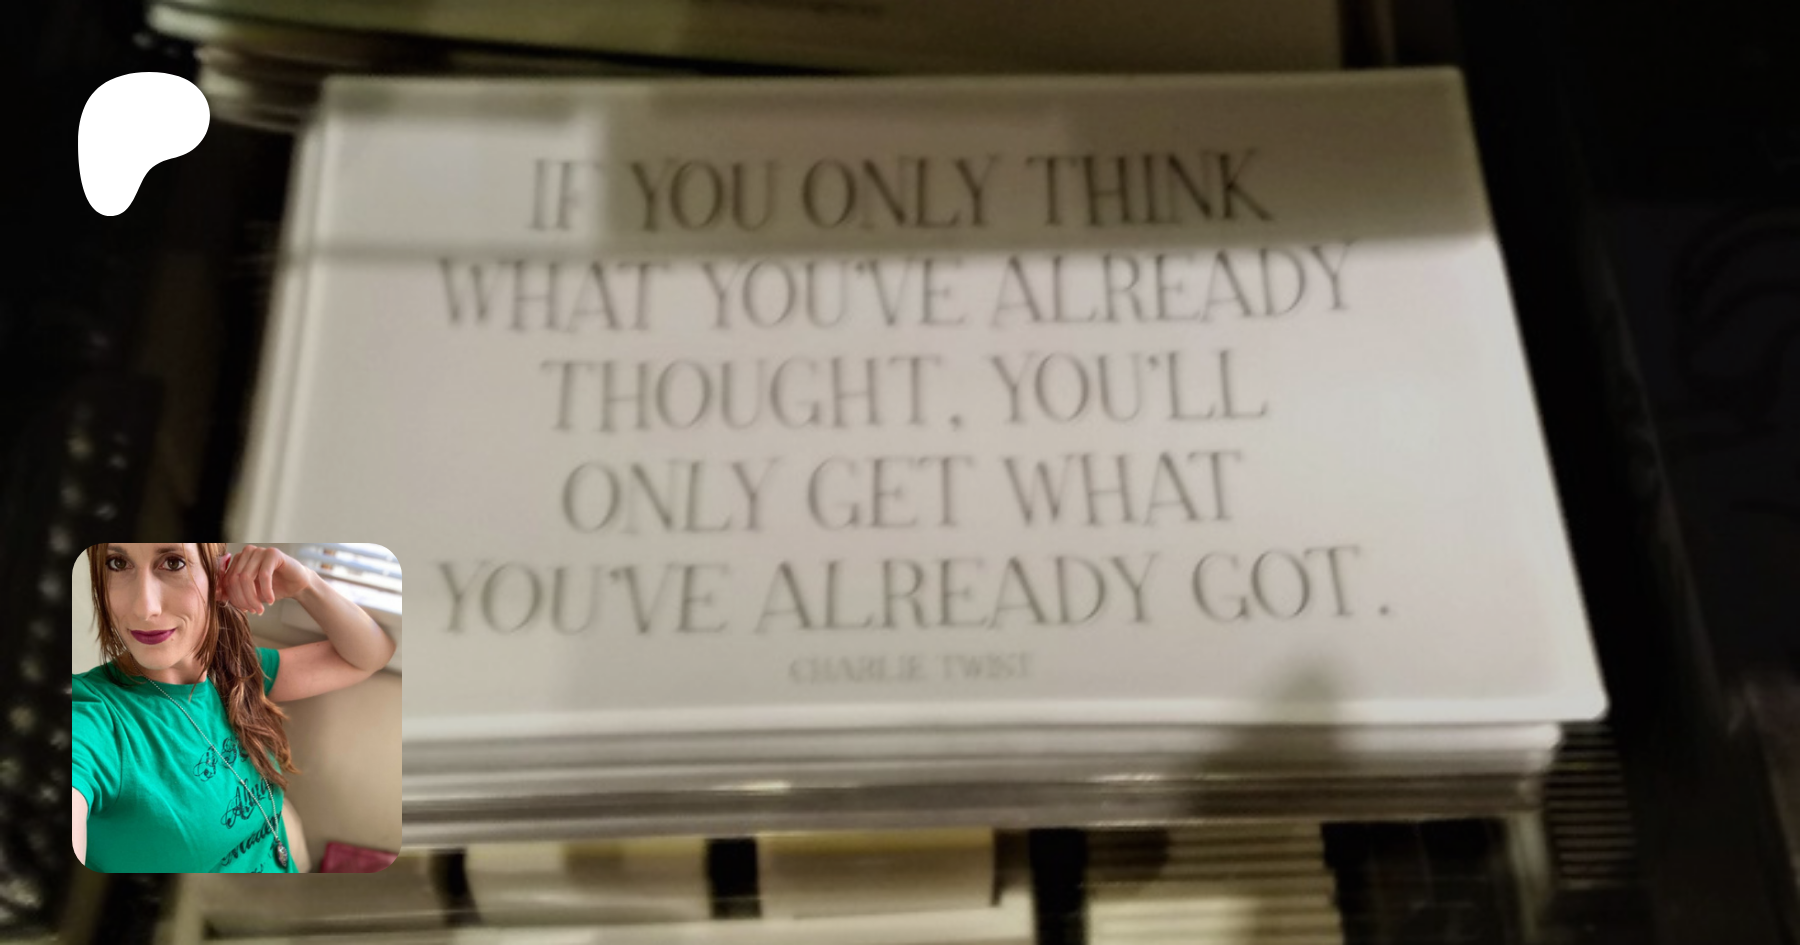 IF YOU ONLY THINK
WHAT YOU'VE ALREADY
THOUGHT, YOU'LL
ONLY GET WHAT
YOU'VE ALREADY GOT.
CHARLIE TWIST